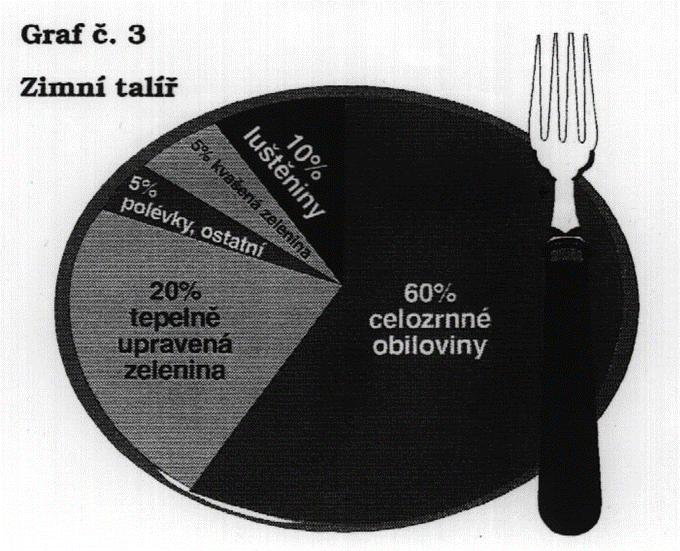 Graf č. 3
Zimní talíř
10%
luštěniny
5% kvašená zelenina
5%
polévky, ostatní
20%
tepelně
upravená
zelenina
60%
celozrnné
obiloviny